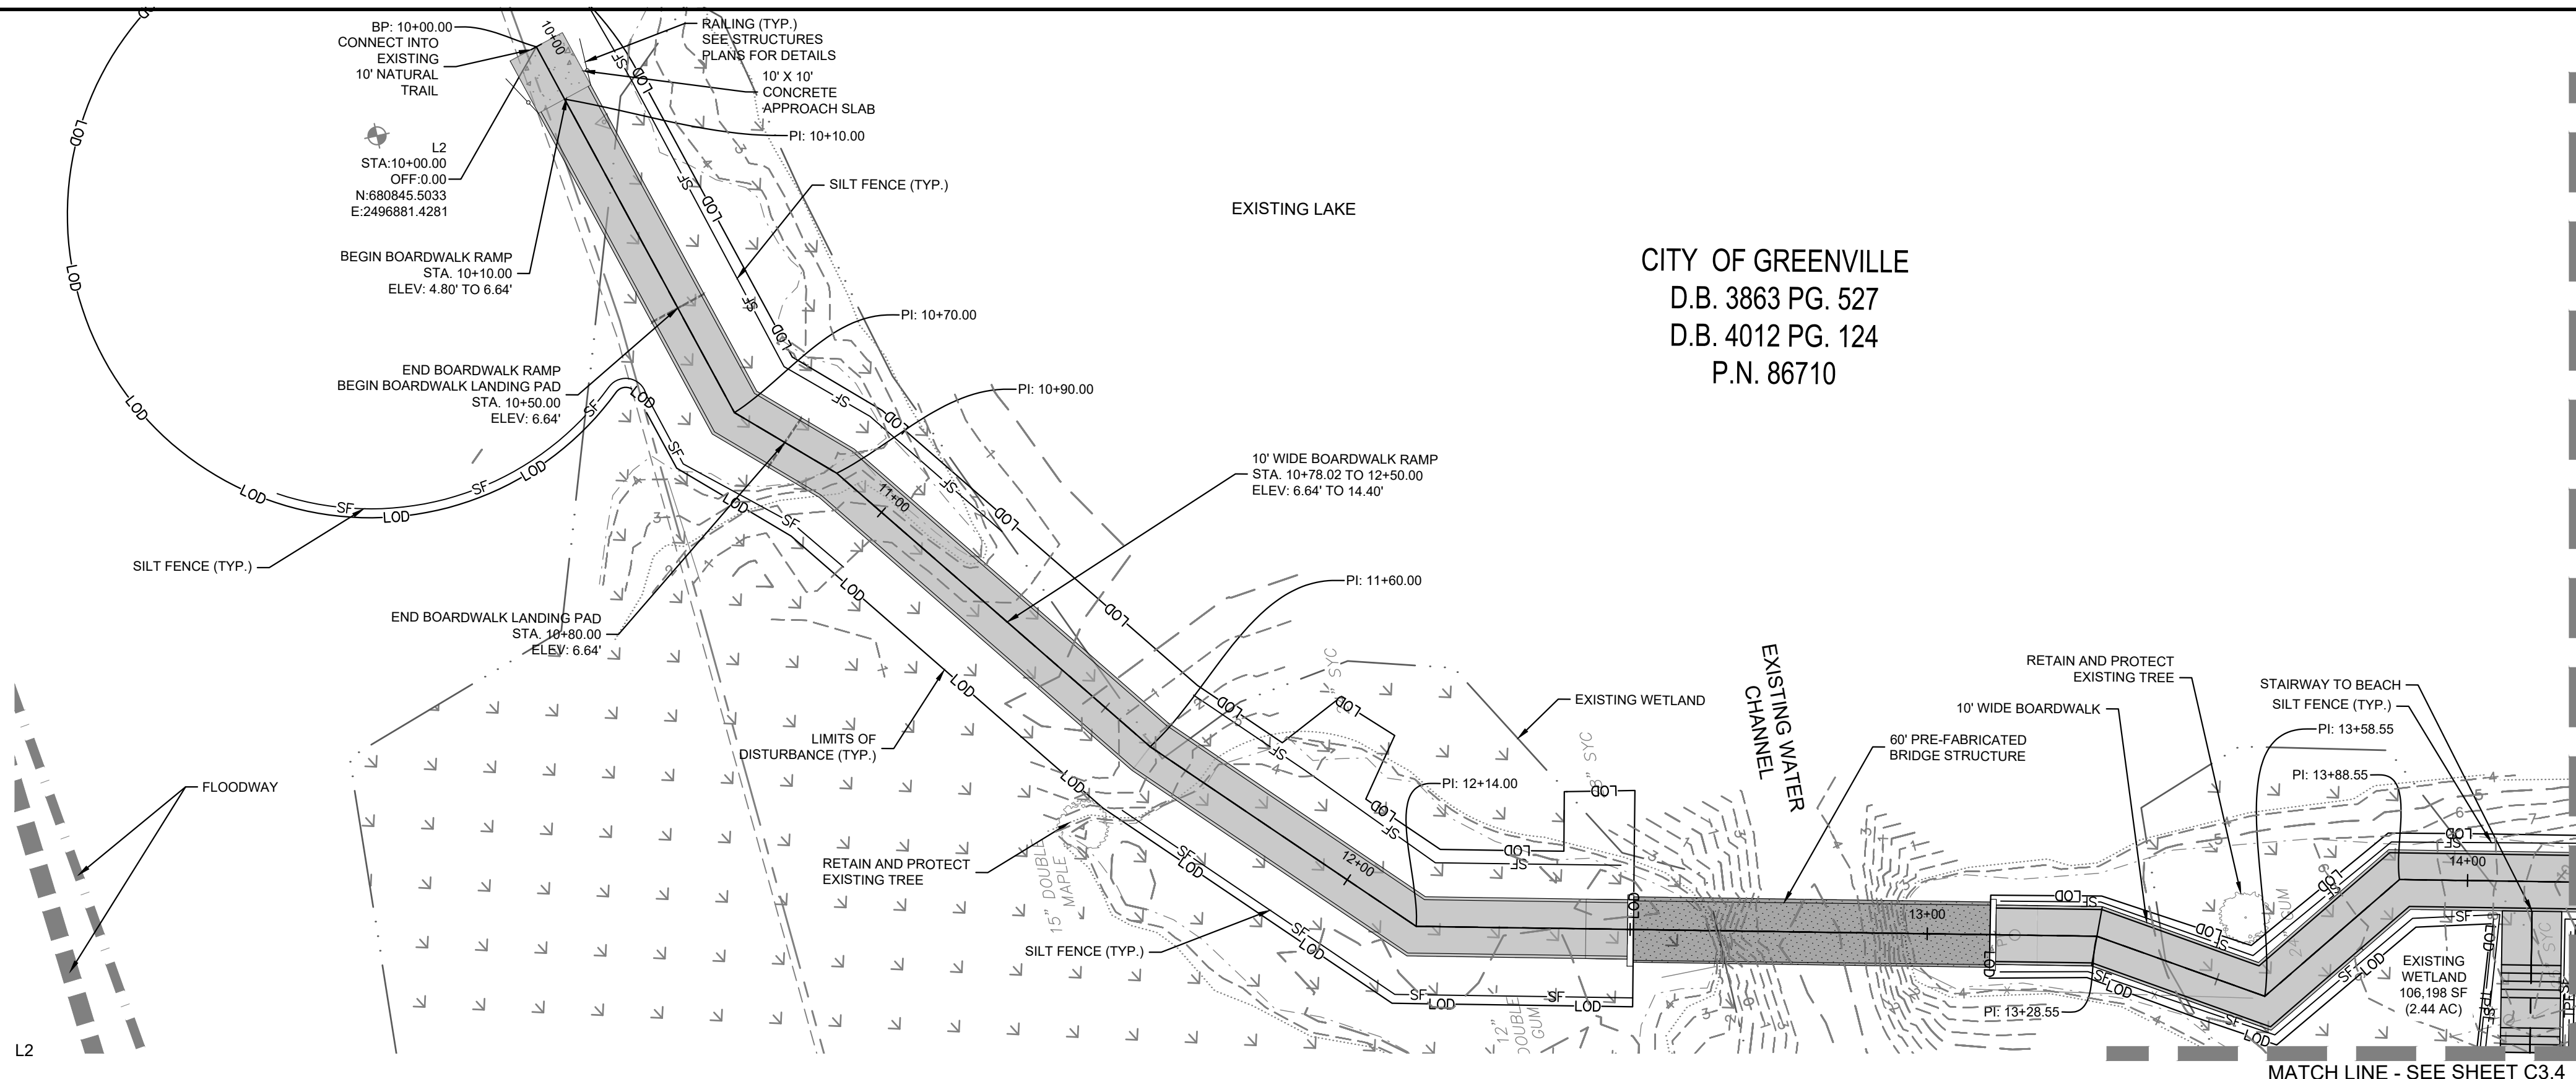 BP: 10+00.00
CONNECT INTO
EXISTING
10' NATURAL
TRAIL
10+00
RAILING (TYP.)
SEE STRUCTURES
PLANS FOR DETAILS
10' X 10'
CONCRETE
APPROACH SLAB
PI: 10+10.00
L2
STA:10+00.00
OFF:0.00
N:680845.5033
E:2496881.4281
SILT FENCE (TYP.)
EXISTING LAKE
BEGIN BOARDWALK RAMP
STA. 10+10.00
ELEV: 4.80' TO 6.64'
CITY OF GREENVILLE
D.B. 3863 PG. 527
D.B. 4012 PG. 124
P.N. 86710
PI: 10+70.00
END BOARDWALK RAMP
BEGIN BOARDWALK LANDING PAD
STA. 10+50.00
ELEV: 6.64'
PI: 10+90.00
10' WIDE BOARDWALK RAMP
STA. 10+78.02 TO 12+50.00
ELEV: 6.64' TO 14.40'
11+00
SILT FENCE (TYP.)
PI: 11+60.00
END BOARDWALK LANDING PAD
STA. 10+80.00
ELEV: 6.64'
LIMITS OF
DISTURBANCE (TYP.)
EXISTING WETLAND
EXISTING WATER
CHANNEL
60' PRE-FABRICATED
BRIDGE STRUCTURE
RETAIN AND PROTECT
EXISTING TREE
10' WIDE BOARDWALK
STAIRWAY TO BEACH
SILT FENCE (TYP.)
PI: 13+58.55
PI: 13+88.55
FLOODWAY
PI: 12+14.00
RETAIN AND PROTECT
EXISTING TREE
15" DOUBLE
MAPLE
12+00
13+00
14+00
SILT FENCE (TYP.)
12"
DOUBLE
GUM
24" GUM
PI: 13+28.55
EXISTING
WETLAND
106,198 SF
(2.44 AC)
L2
MATCH LINE - SEE SHEET C3.4